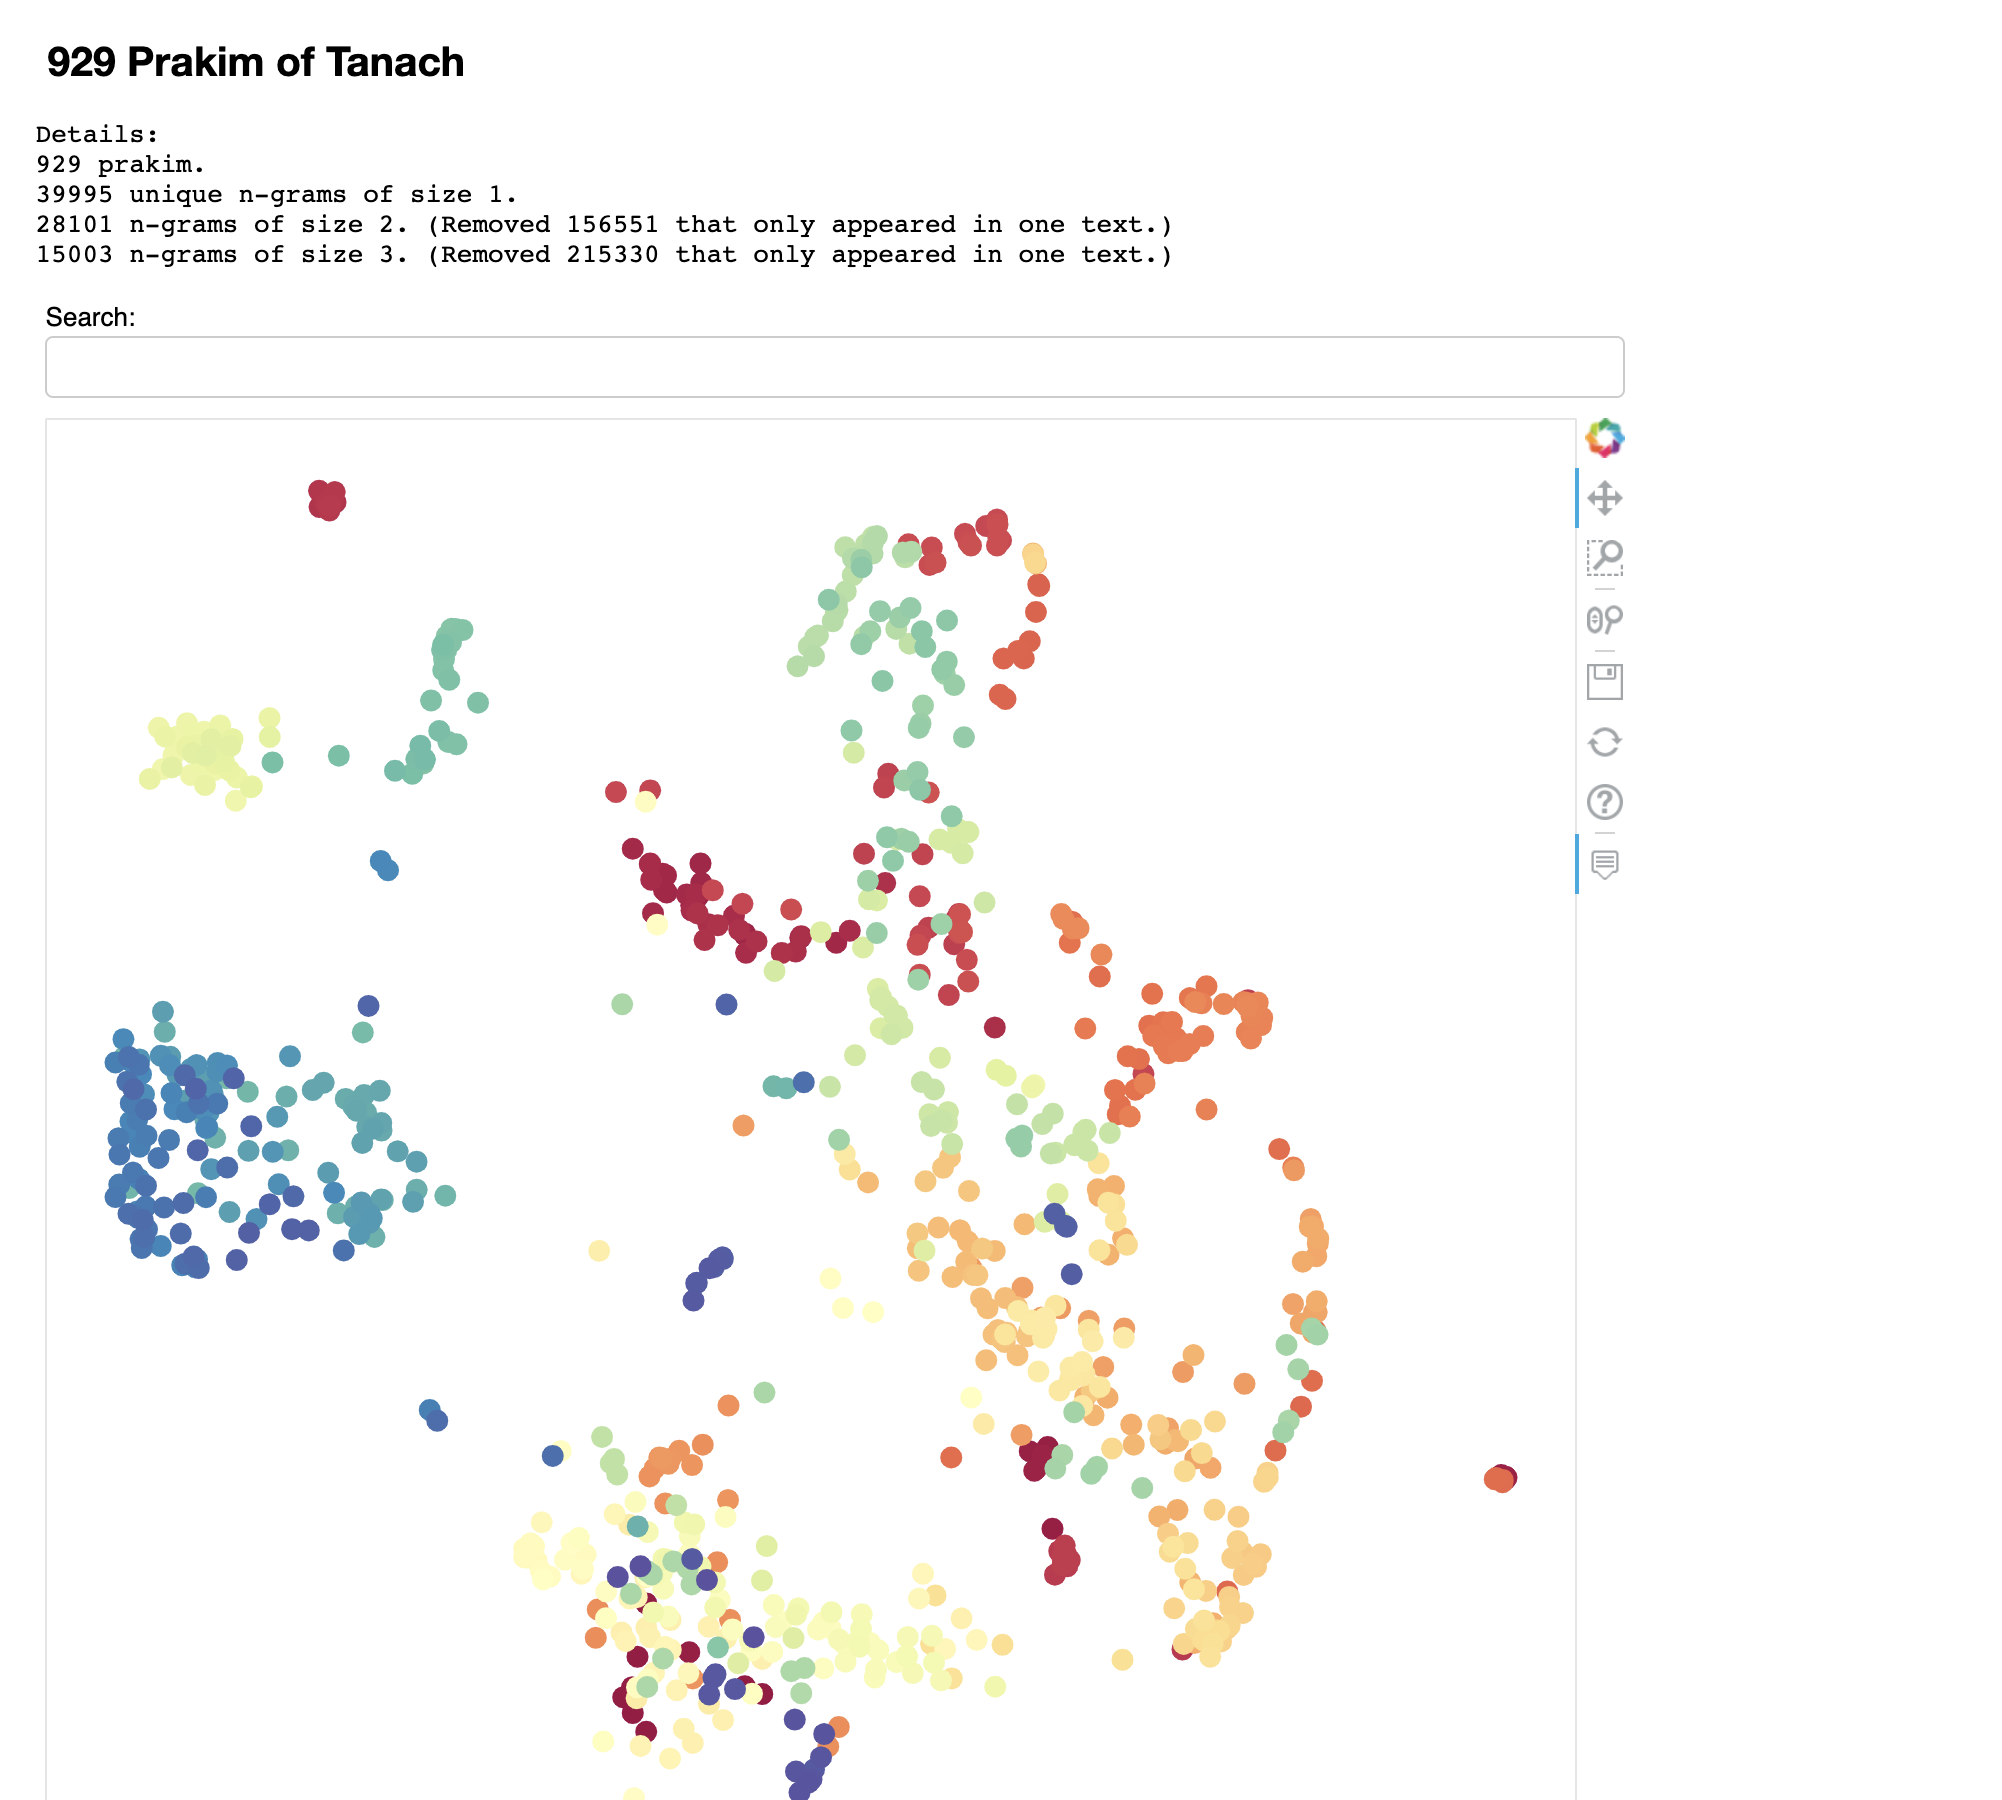 929 Prakim of Tanach
Details:
929 prakim.
39995 unique n-grams of size 1.
28101 n-grams of size 2. (Removed 156551 that only appeared in one text.)
15003 n-grams of size 3. (Removed 215330 that only appeared in one text.)
Search: